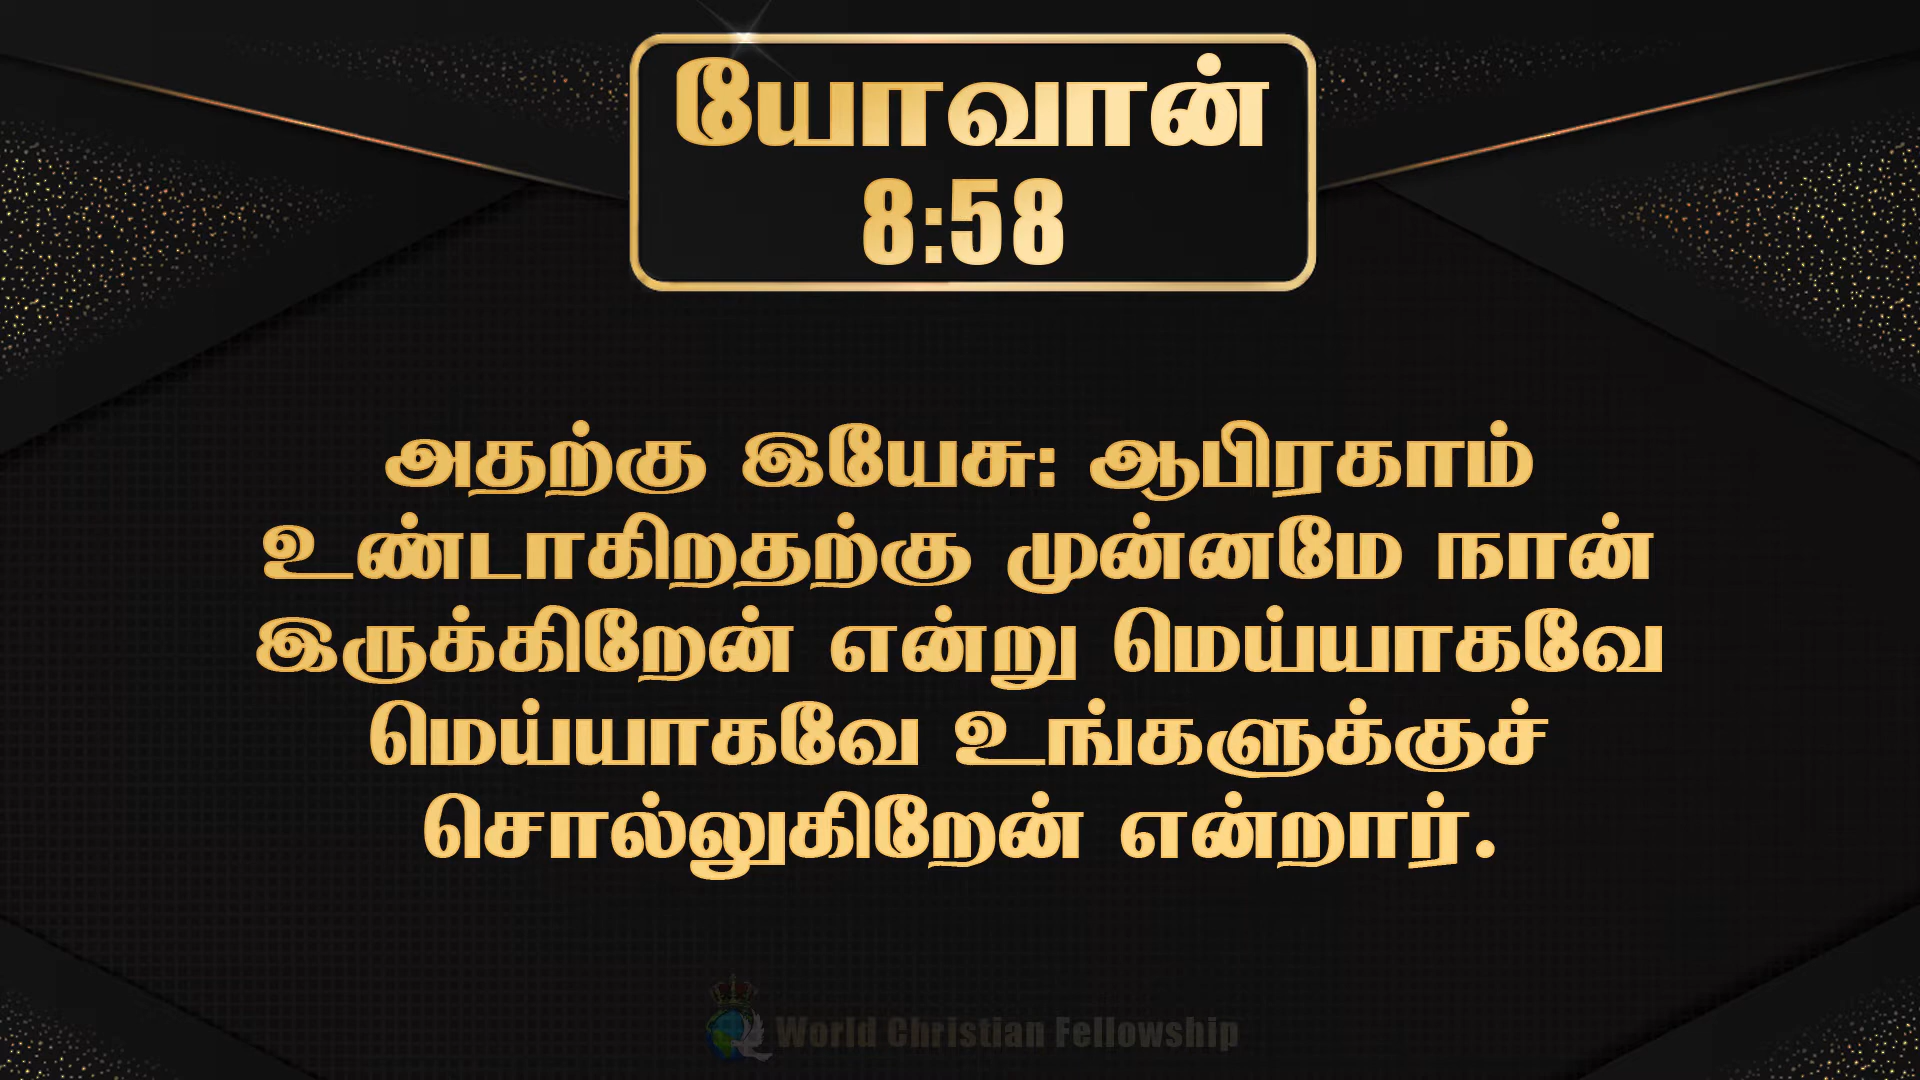 யோவான்
8:58
அதற்கு இயேசு: ஆபிரகாம்
உண்டாகிறதற்கு முன்னமே நான்
இருக்கிறேன் என்று மெய்யாகவே
மெய்யாகவே உங்களுக்குச்
சொல்லுகிறேன் என்றார்.
World Christian Fellowship